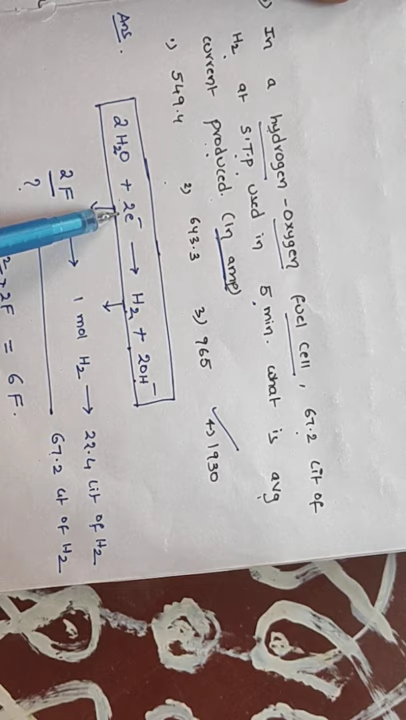 In a hydrogen-oxygen fuel cell, 67.2 Lit of
H2 at S.T.P used in 5 min. what is avg
current produced. (In amp)
1) 549.4 2) 643.3 3) 965 4) 1930
Ans.
2H2O + 2e⁻ → H2 + 2OH⁻
2F → 1 mol H2 → 22.4 Lit of H2
? 67.2 Lit of H2
×2F = 6F.